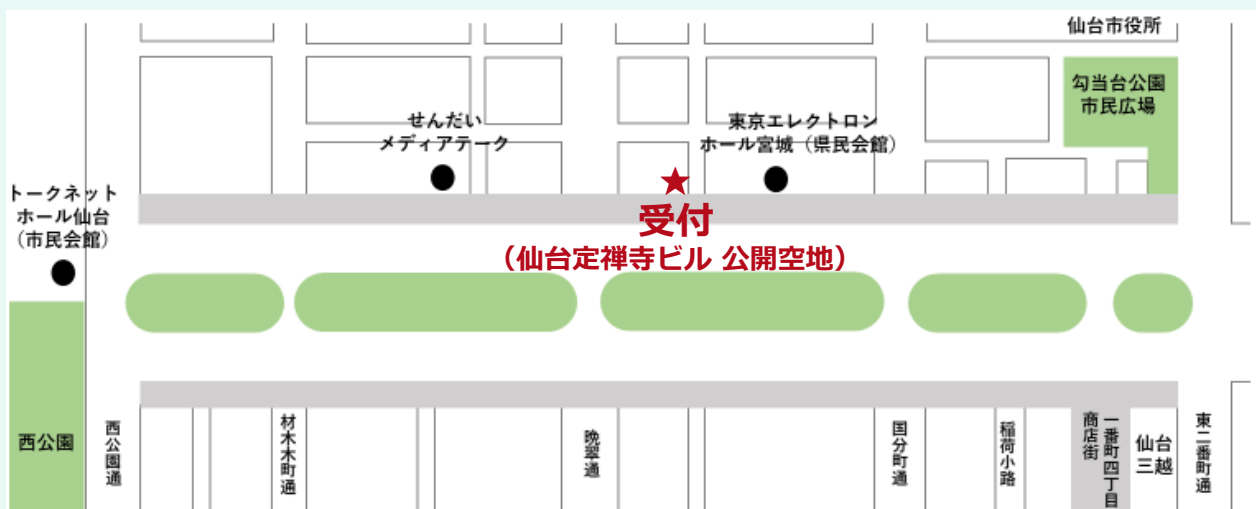 仙台市役所
勾当台公園
市民広場
せんだい
メディアテーク
東京エレクトロン
ホール宮城（県民会館）
トークネット
ホール仙台
（市民会館）
受付
（仙台定禅寺ビル 公開空地）
西公園
西公園通
材木木町通
晩翠通
国分町通
稲荷小路
一番町四丁目
商店街
仙台
三越
東二番町通